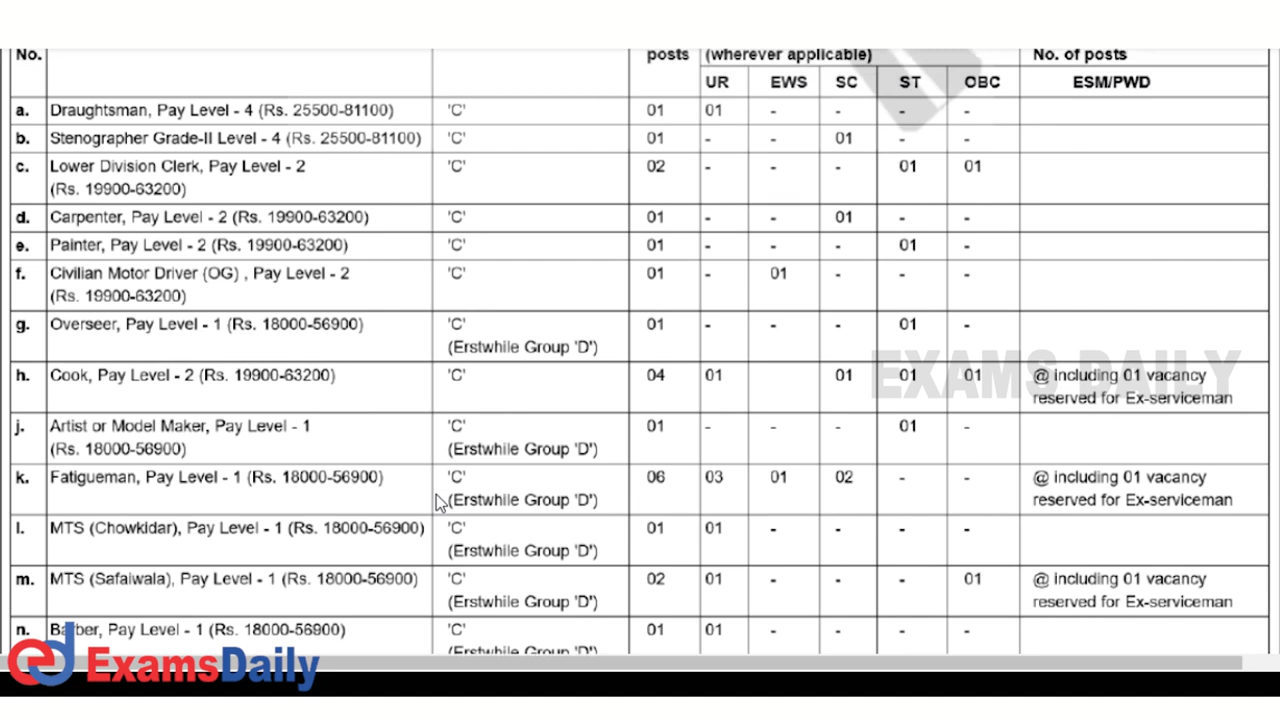 No. posts (wherever applicable) No. of posts
UR EWS SC ST OBC ESM/PWD
a. Draughtsman, Pay Level - 4 (Rs. 25500-81100) 'C' 01 01 - - - -
b. Stenographer Grade-II Level - 4 (Rs. 25500-81100) 'C' 01 - - 01 - -
c. Lower Division Clerk, Pay Level - 2 'C' 02 - - - 01 01
(Rs. 19900-63200)
d. Carpenter, Pay Level - 2 (Rs. 19900-63200) 'C' 01 - - 01 - -
e. Painter, Pay Level - 2 (Rs. 19900-63200) 'C' 01 - - - 01 -
f. Civilian Motor Driver (OG) , Pay Level - 2 'C' 01 - 01 - - -
(Rs. 19900-63200)
g. Overseer, Pay Level - 1 (Rs. 18000-56900) 'C' 01 - - - 01 -
(Erstwhile Group 'D')
h. Cook, Pay Level - 2 (Rs. 19900-63200) 'C' 04 01 01 01 01 @ including 01 vacancy
reserved for Ex-serviceman
EXAMS DAILY
j. Artist or Model Maker, Pay Level - 1 'C' 01 - - - 01 -
(Rs. 18000-56900) (Erstwhile Group 'D')
k. Fatigueman, Pay Level - 1 (Rs. 18000-56900) 'C' 06 03 01 02 - - @ including 01 vacancy
(Erstwhile Group 'D') reserved for Ex-serviceman
l. MTS (Chowkidar), Pay Level - 1 (Rs. 18000-56900) 'C' 01 01 - - - -
(Erstwhile Group 'D')
m. MTS (Safaiwala), Pay Level - 1 (Rs. 18000-56900) 'C' 02 01 - - - 01 @ including 01 vacancy
(Erstwhile Group 'D') reserved for Ex-serviceman
n. Barber, Pay Level - 1 (Rs. 18000-56900) 'C' 01 01 - - - -
(Erstwhile Group 'D')
ed ExamsDaily